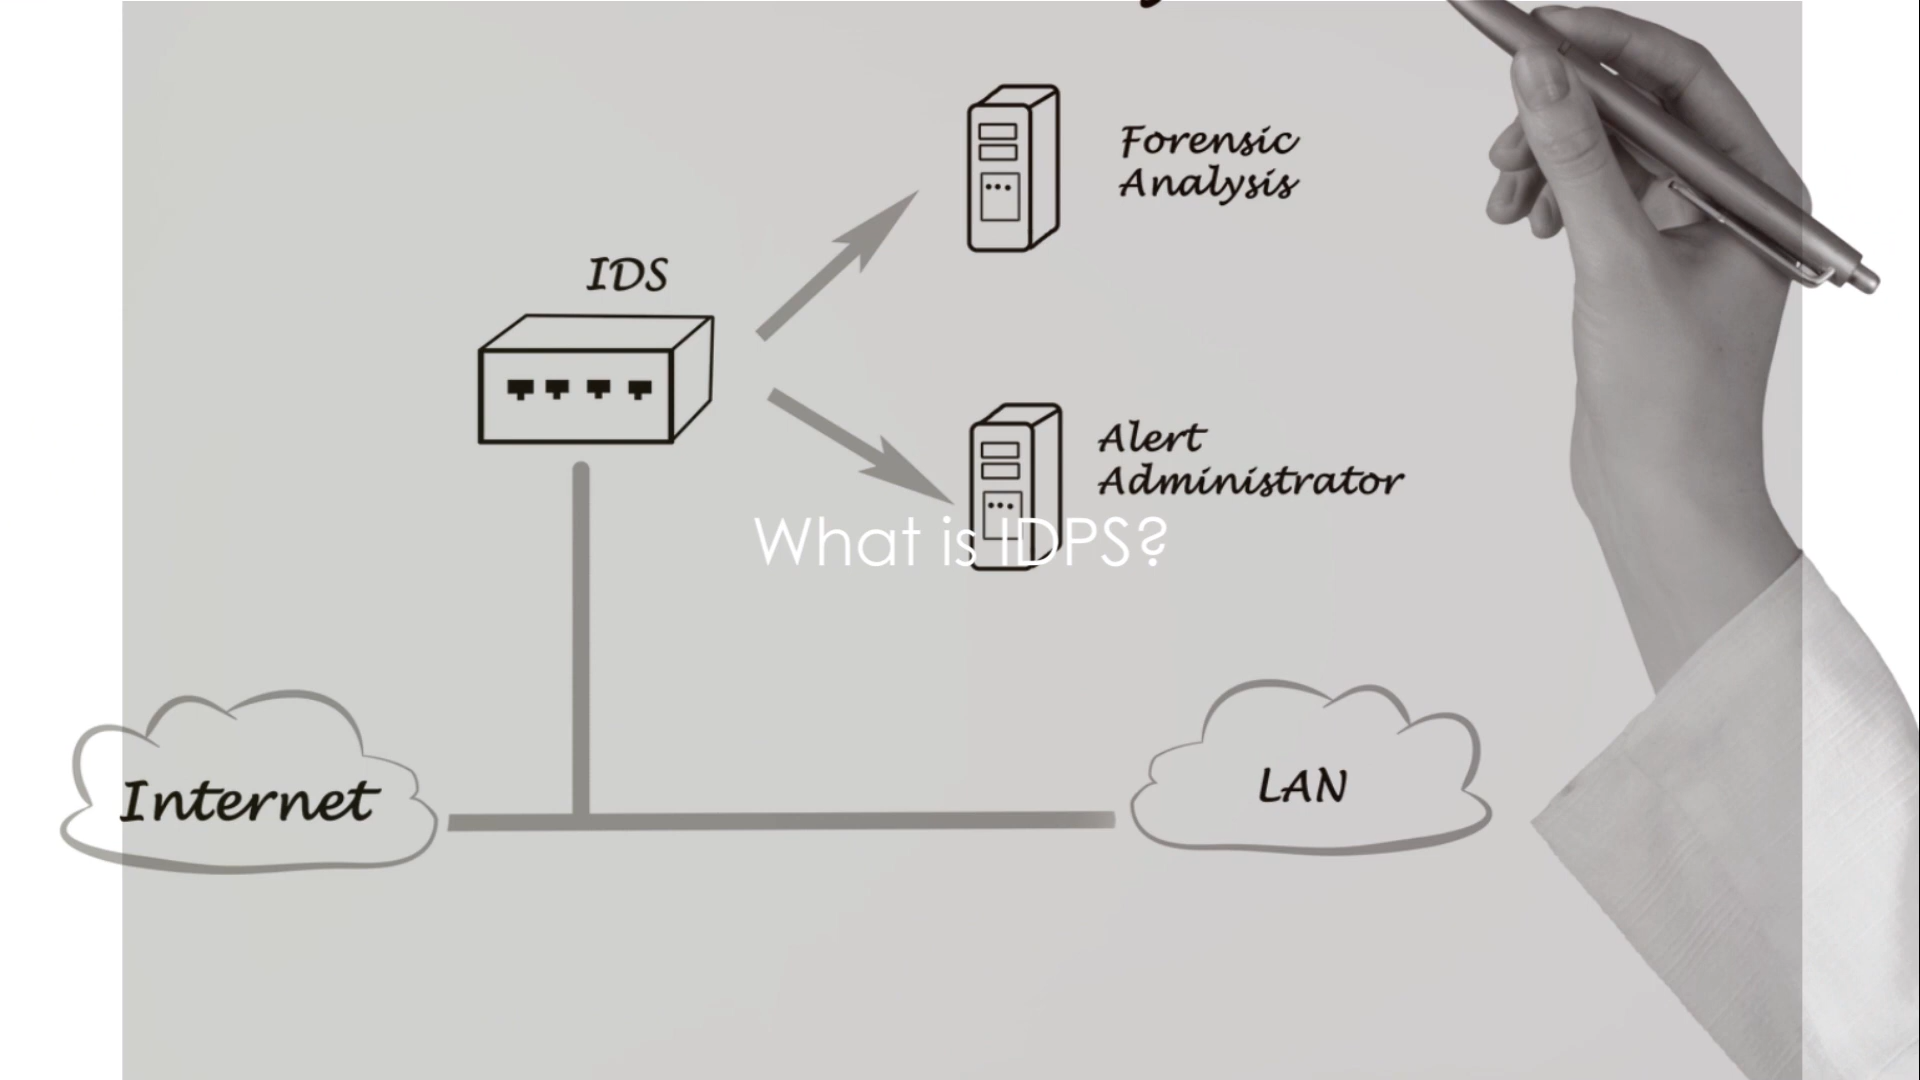 Forensic
Analysis
IDS
Alert
Administrator
What is IDPS?
Internet
LAN